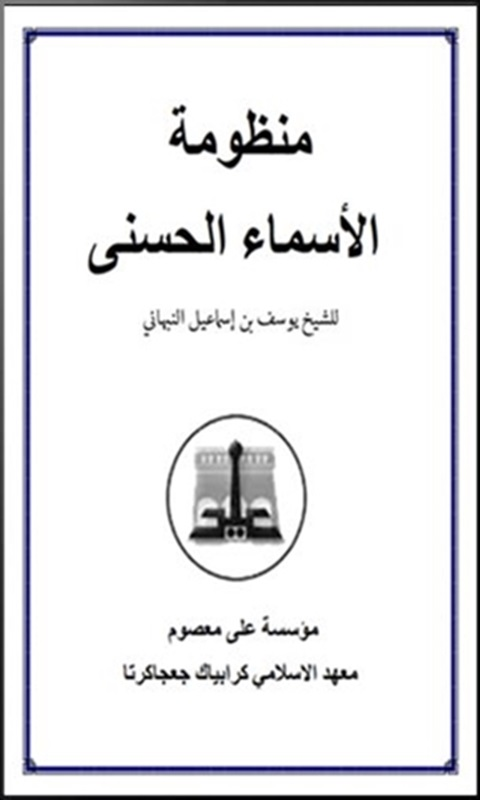 منظومة
الأسماء الحسنى
للشيخ يوسف بن إسماعيل النبهاني
مؤسسة على معصوم
معهد الاسلامي كرابياك جعجاكرتا